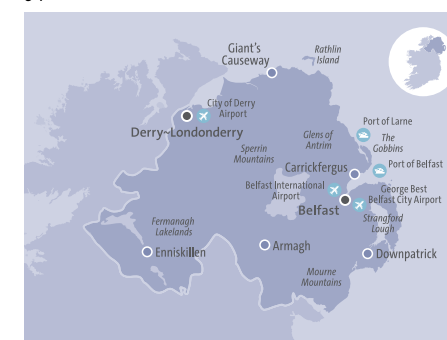 Giant's
Causeway
Rathlin
Island
City of Derry
Airport
Derry~Londonderry
Port of Larne
Glens of
Antrim
The
Gobbins
Sperrin
Mountains
Carrickfergus
Port of Belfast
Belfast International
Airport
George Best
Belfast City Airport
Belfast
Strangford
Lough
Fermanagh
Lakelands
Enniskillen
Armagh
Downpatrick
Mourne
Mountains